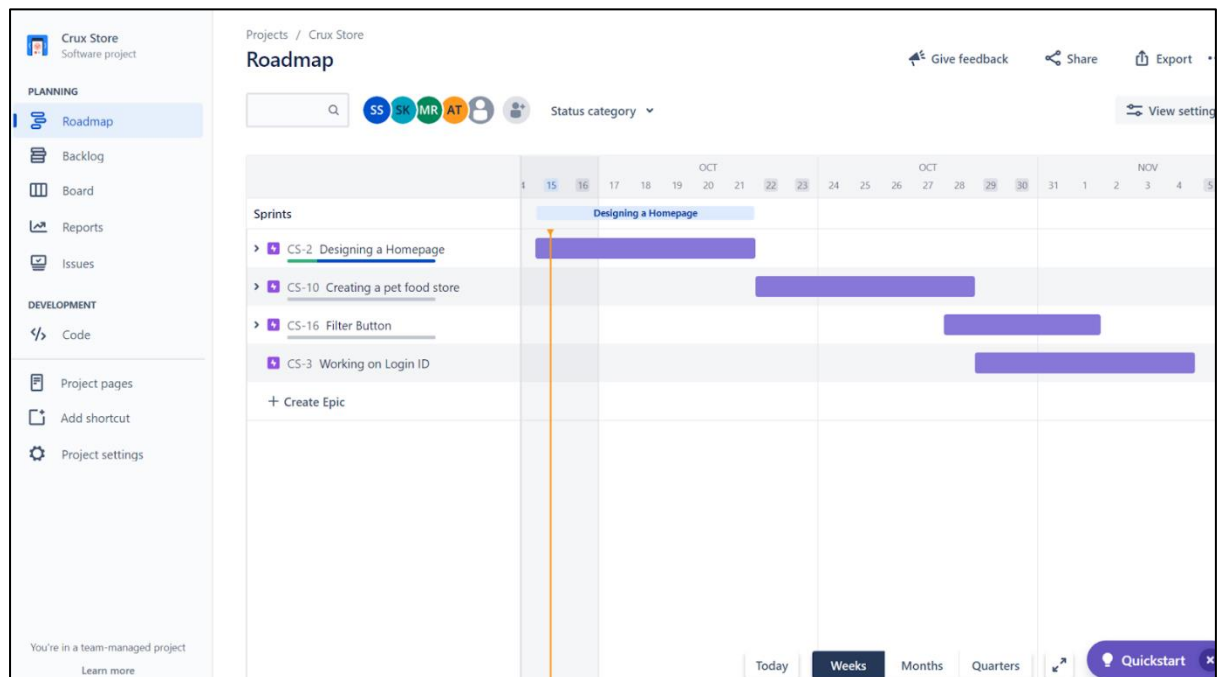 Crux Store
Software project
PLANNING
Roadmap
Backlog
Board
Reports
Issues
DEVELOPMENT
Code
Project pages
Add shortcut
Project settings
You're in a team-managed project
Learn more
Projects / Crux Store
Roadmap
Give feedback Share Export
SS SK MR AT Status category View setting
OCT OCT NOV
15 16 17 18 19 20 21 22 23 24 25 26 27 28 29 30 31 1 2 3 4 5
Sprints Designing a Homepage
CS-2 Designing a Homepage
CS-10 Creating a pet food store
CS-16 Filter Button
CS-3 Working on Login ID
+ Create Epic
Today Weeks Months Quarters Quickstart